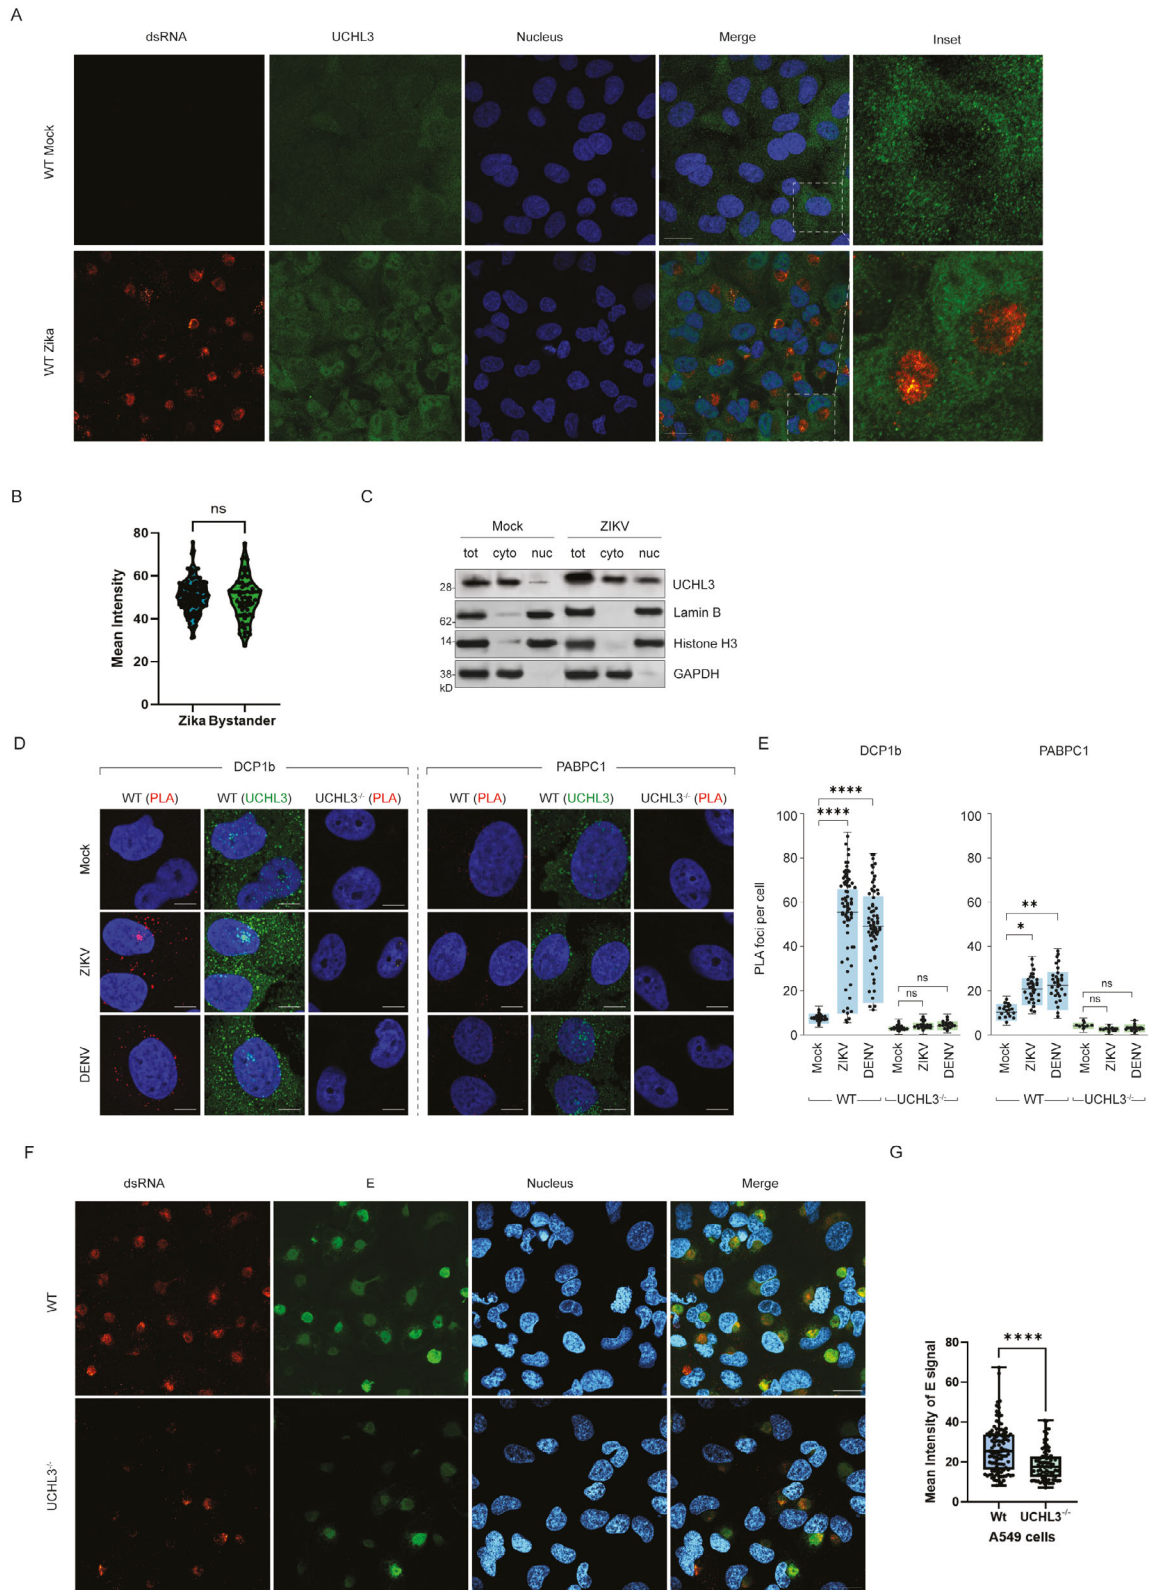 A
dsRNA UCHL3 Nucleus Merge Inset
WT Mock
WT Zika
B
ns
Mean Intensity
80
60
40
20
0
Zika Bystander
C
Mock ZIKV
tot cyto nuc tot cyto nuc
28 UCHL3
62 Lamin B
14 Histone H3
38 GAPDH
kD
D
DCP1b PABPC1
WT (PLA) WT (UCHL3) UCHL3-/- (PLA) WT (PLA) WT (UCHL3) UCHL3-/- (PLA)
Mock
ZIKV
DENV
E
DCP1b PABPC1
PLA foci per cell
100 100
80 80
60 60
40 40
20 20
0 0
****
****
ns
ns
**
*
ns
ns
Mock ZIKV DENV Mock ZIKV DENV Mock ZIKV DENV Mock ZIKV DENV
WT UCHL3-/- WT UCHL3-/-
F
dsRNA E Nucleus Merge
WT
UCHL3-/-
G
Mean Intensity of E signal
80
60
40
20
0
****
Wt UCHL3-/-
A549 cells